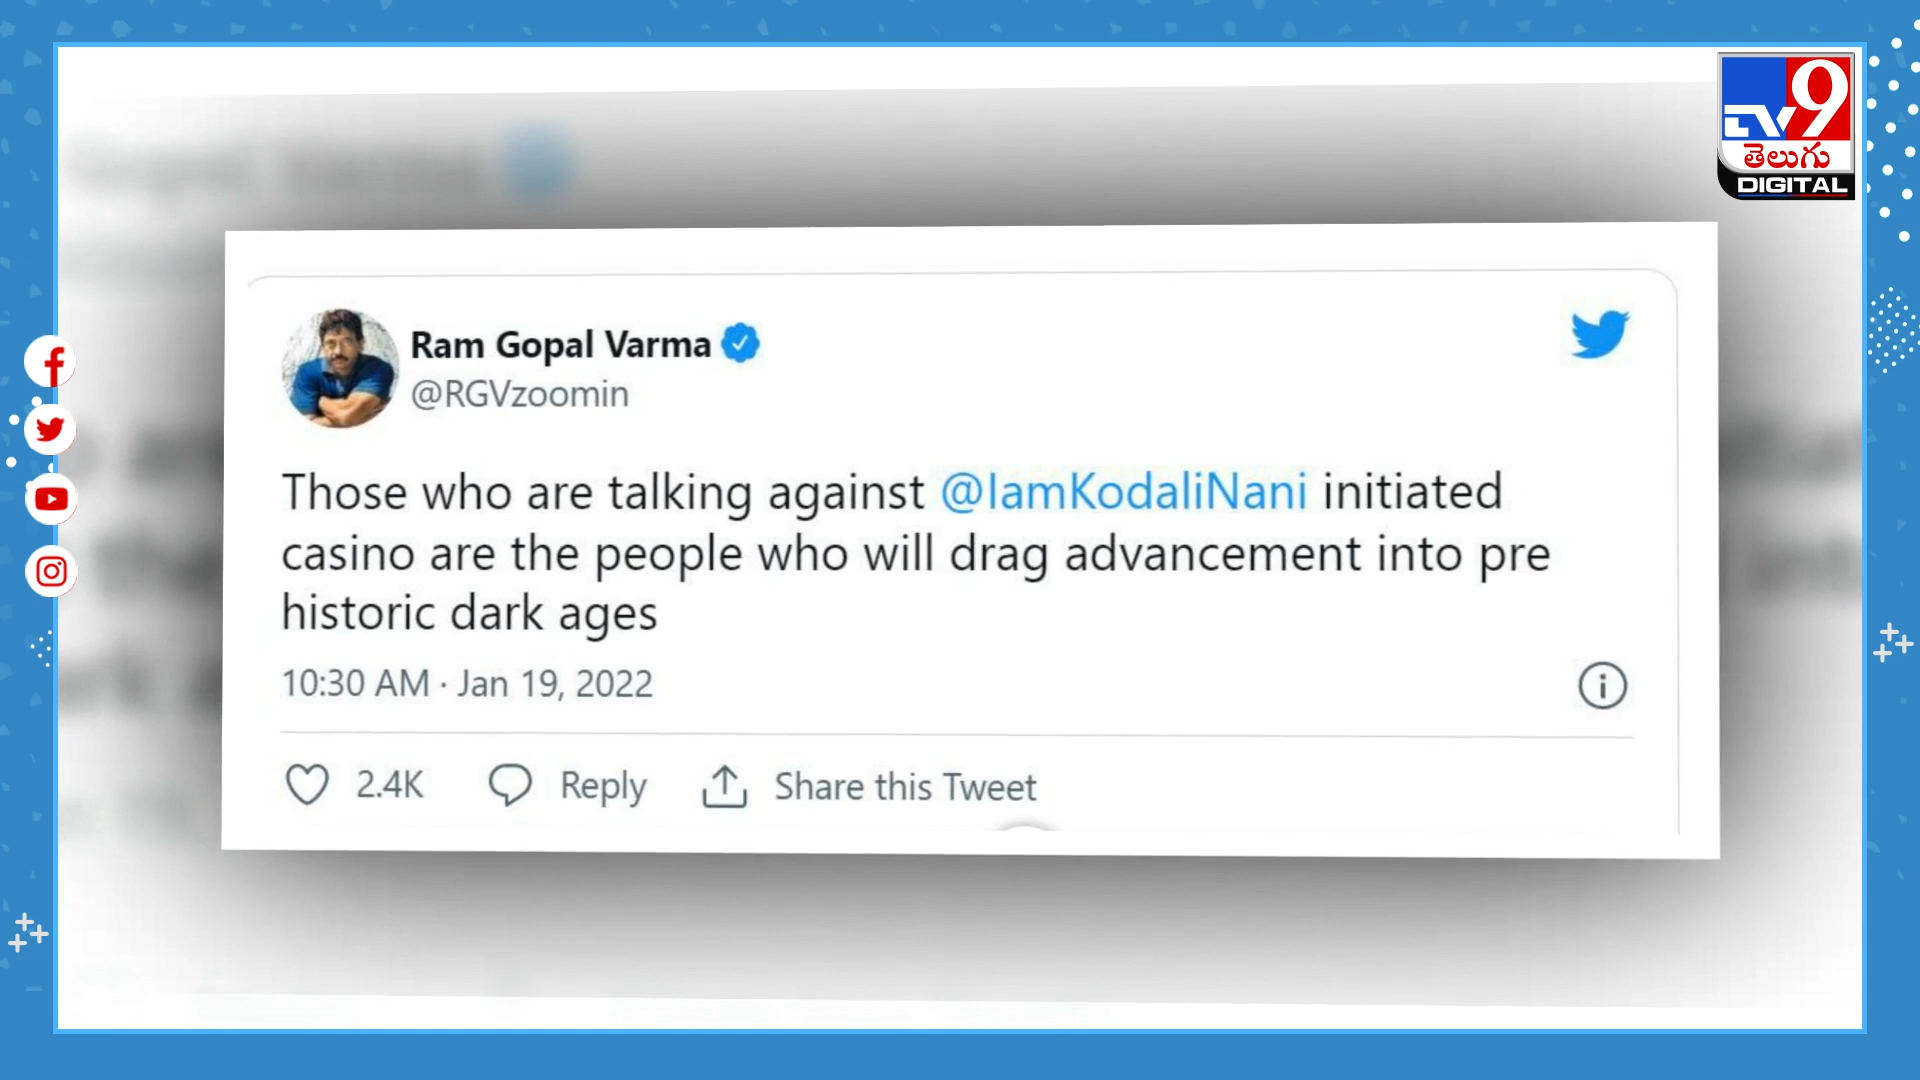 TV9
తెలుగు
DIGITAL
Ram Gopal Varma
@RGVzoomin
Those who are talking against @IamKodaliNani initiated
casino are the people who will drag advancement into pre
historic dark ages
10:30 AM · Jan 19, 2022
2.4K Reply Share this Tweet